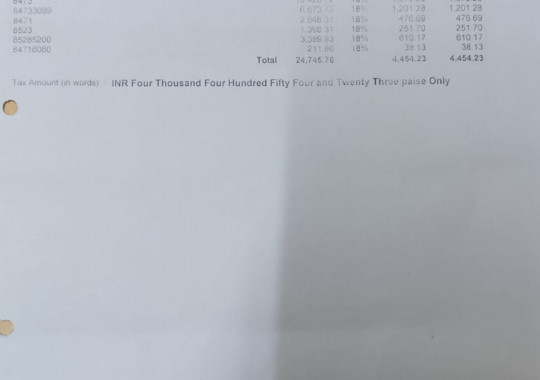 84733099 6,673.75 18% 1,201.28 1,201.28
8471 2,648.31 18% 476.69 476.69
8523 1,398.31 18% 251.70 251.70
85285200 3,389.83 18% 610.17 610.17
84716060 211.86 18% 38.13 38.13
Total 24,745.76 4,454.23 4,454.23
Tax Amount (in words) INR Four Thousand Four Hundred Fifty Four and Twenty Three paise Only